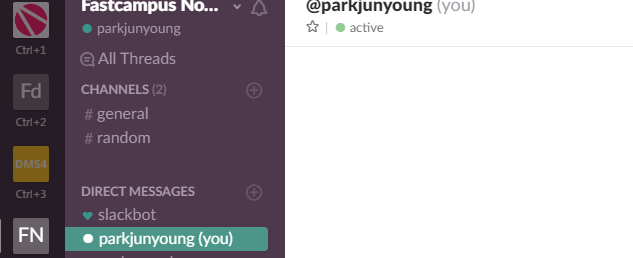 Ctrl+1
Fd
Ctrl+2
DMS4
Ctrl+3
FN
Fastcampus No...
parkjunyoung
All Threads
CHANNELS (2)
# general
# random
DIRECT MESSAGES
slackbot
parkjunyoung (you)
@parkjunyoung (you)
active